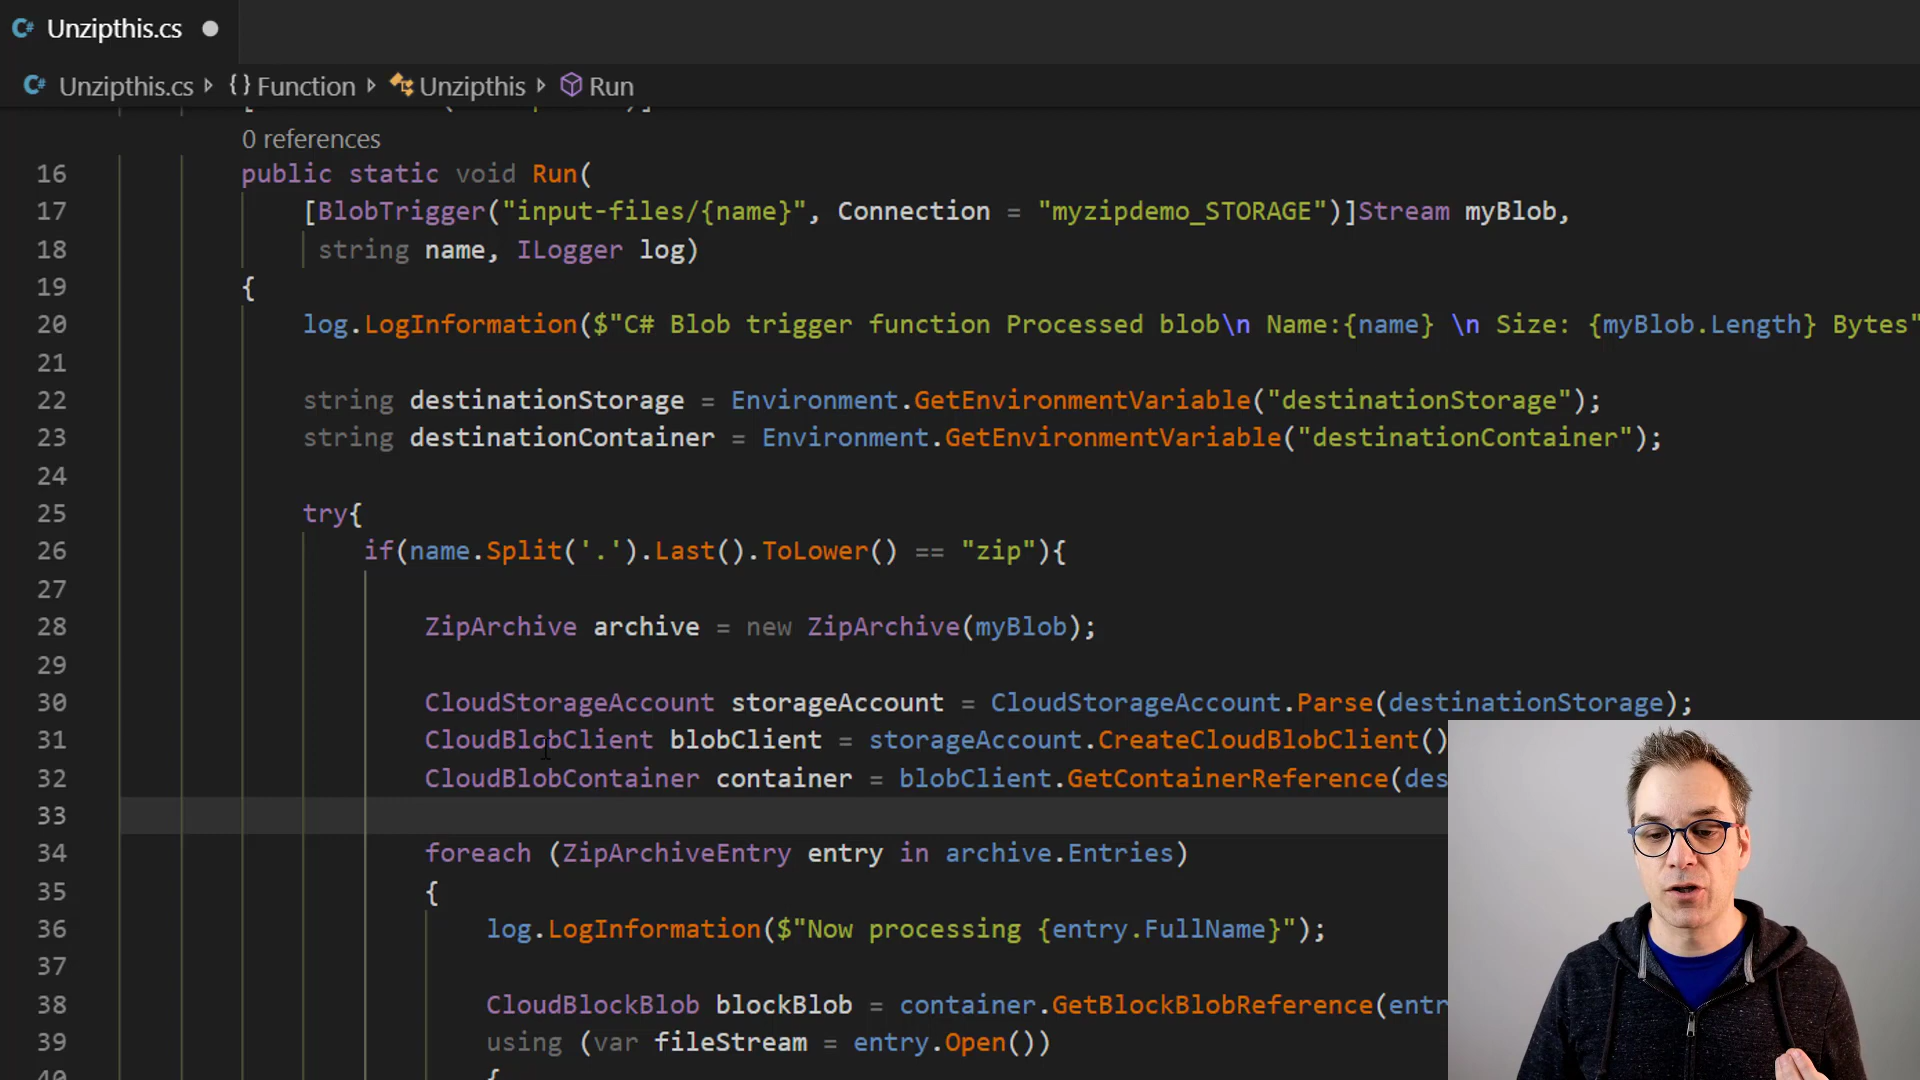 Unzipthis.cs
Unzipthis.cs {} Function Unzipthis Run
0 references
16 public static void Run(
17 [BlobTrigger("input-files/{name}", Connection = "myzipdemo_STORAGE")]Stream myBlob,
18 string name, ILogger log)
19 {
20 log.LogInformation($"C# Blob trigger function Processed blob\n Name:{name} \n Size: {myBlob.Length} Bytes"
21
22 string destinationStorage = Environment.GetEnvironmentVariable("destinationStorage");
23 string destinationContainer = Environment.GetEnvironmentVariable("destinationContainer");
24
25 try{
26 if(name.Split('.').Last().ToLower() == "zip"){
27
28 ZipArchive archive = new ZipArchive(myBlob);
29
30 CloudStorageAccount storageAccount = CloudStorageAccount.Parse(destinationStorage);
31 CloudBlobClient blobClient = storageAccount.CreateCloudBlobClient()
32 CloudBlobContainer container = blobClient.GetContainerReference(des
33
34 foreach (ZipArchiveEntry entry in archive.Entries)
35 {
36 log.LogInformation($"Now processing {entry.FullName}");
37
38 CloudBlockBlob blockBlob = container.GetBlockBlobReference(entr
39 using (var fileStream = entry.Open())
40 {